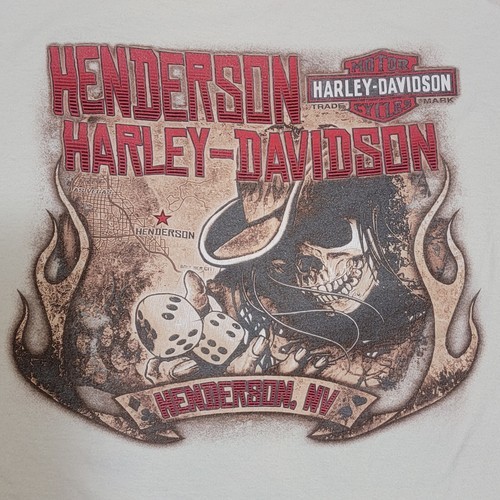 HENDERSON
MOTOR
HARLEY-DAVIDSON
TRADE MARK
CYCLES
HARLEY-DAVIDSON
HENDERSON
HENDERSON, NV